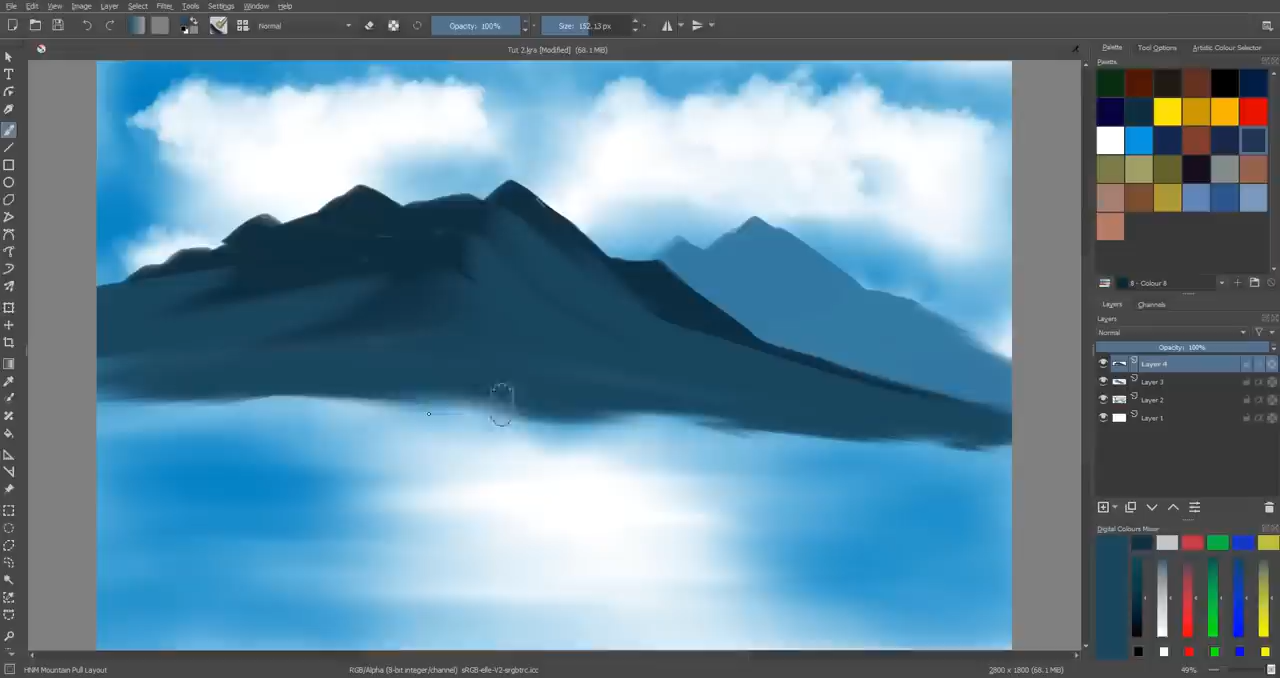 File Edit View Image Layer Select Filter Tools Settings Window Help
Normal Opacity: 100% Size: 152.13 px
Tut 2.kra [Modified] (68.1 MiB)
Palette Tool Options Artistic Colour Selector
Palette
8 - Colour 8
Layers Channels
Layers
Normal
Opacity: 100%
Layer 4
Layer 3
Layer 2
Layer 1
Digital Colours Mixer
HNM Mountain Pull Layout RGB/Alpha (8-bit integer/channel) sRGB-elle-V2-srgbtrc.icc 2800 x 1800 (68.1 MiB) 49%